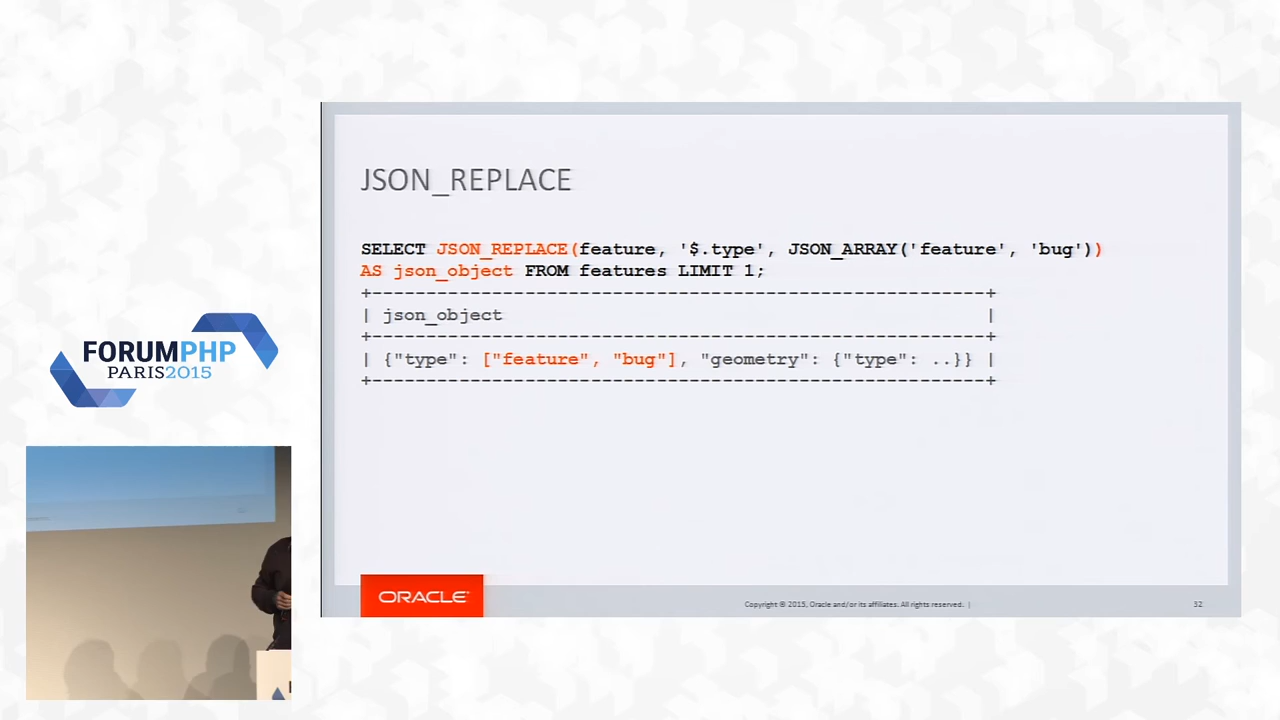 JSON_REPLACE
SELECT JSON_REPLACE(feature, '$.type', JSON_ARRAY('feature', 'bug'))
AS json_object FROM features LIMIT 1;
+---------------------------------------------------------+
| json_object |
+---------------------------------------------------------+
| {"type": ["feature", "bug"], "geometry": {"type": ..}} |
+---------------------------------------------------------+
FORUMPHP
PARIS2015
ORACLE
Copyright © 2015, Oracle and/or its affiliates. All rights reserved. |
32